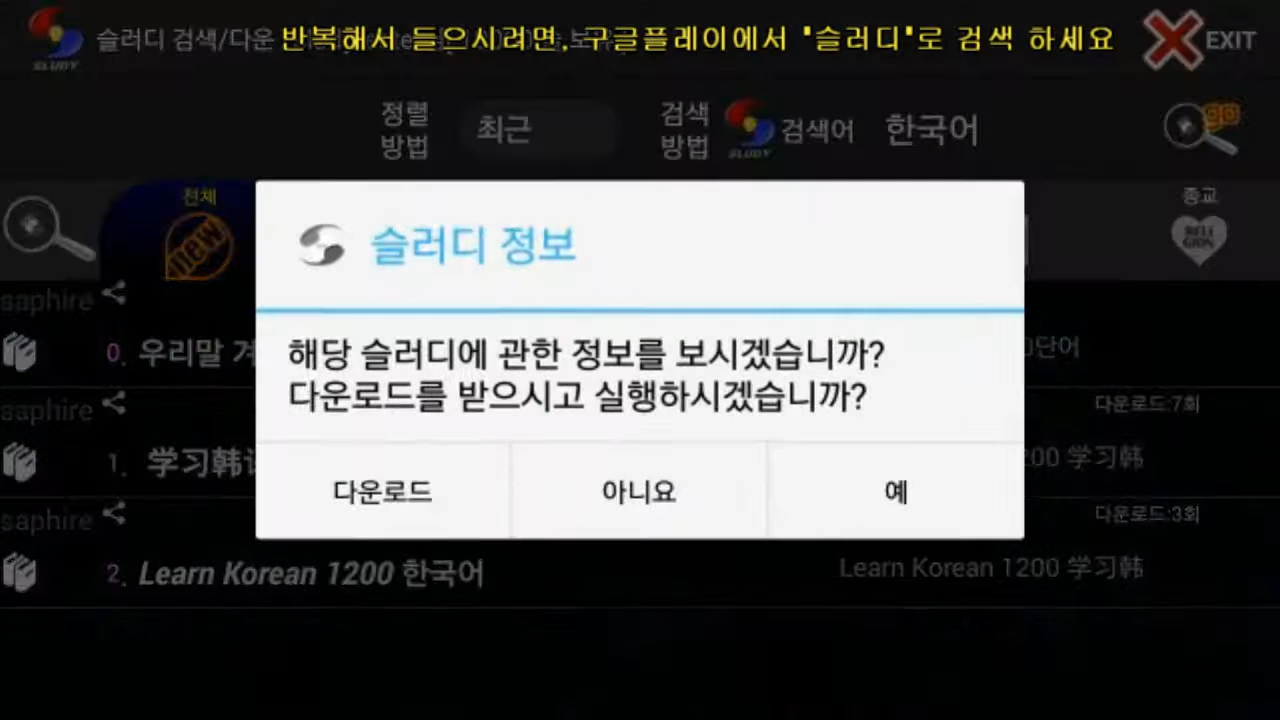 슬러디 검색/다운
반복해서 들으시려면, 구글플레이에서 "슬러디"로 검색 하세요
EXIT
SLUDY
정렬 방법
최근
검색 방법
SLUDY
검색어
한국어
전체
new
종교
RELI
GION
슬러디 정보
해당 슬러디에 관한 정보를 보시겠습니까?
다운로드를 받으시고 실행하시겠습니까?
다운로드
아니요
예
saphire
0. 우리말
단어
saphire
다운로드:7회
1. 学习韩
00 学习韩
saphire
다운로드:3회
2. Learn Korean 1200 한국어
Learn Korean 1200 学习韩